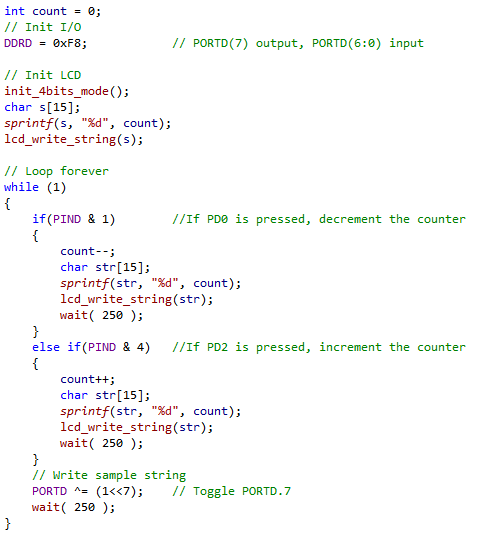 int count = 0;
// Init I/O
DDRD = 0xF8;            // PORTD(7) output, PORTD(6:0) input

// Init LCD
init_4bits_mode();
char s[15];
sprintf(s, "%d", count);
lcd_write_string(s);

// Loop forever
while (1)
{
    if(PIND & 1)        //If PD0 is pressed, decrement the counter
    {
        count--;
        char str[15];
        sprintf(str, "%d", count);
        lcd_write_string(str);
        wait( 250 );
    }
    else if(PIND & 4)   //If PD2 is pressed, increment the counter
    {
        count++;
        char str[15];
        sprintf(str, "%d", count);
        lcd_write_string(str);
        wait( 250 );
    }
    // Write sample string
    PORTD ^= (1<<7);    // Toggle PORTD.7
    wait( 250 );
}